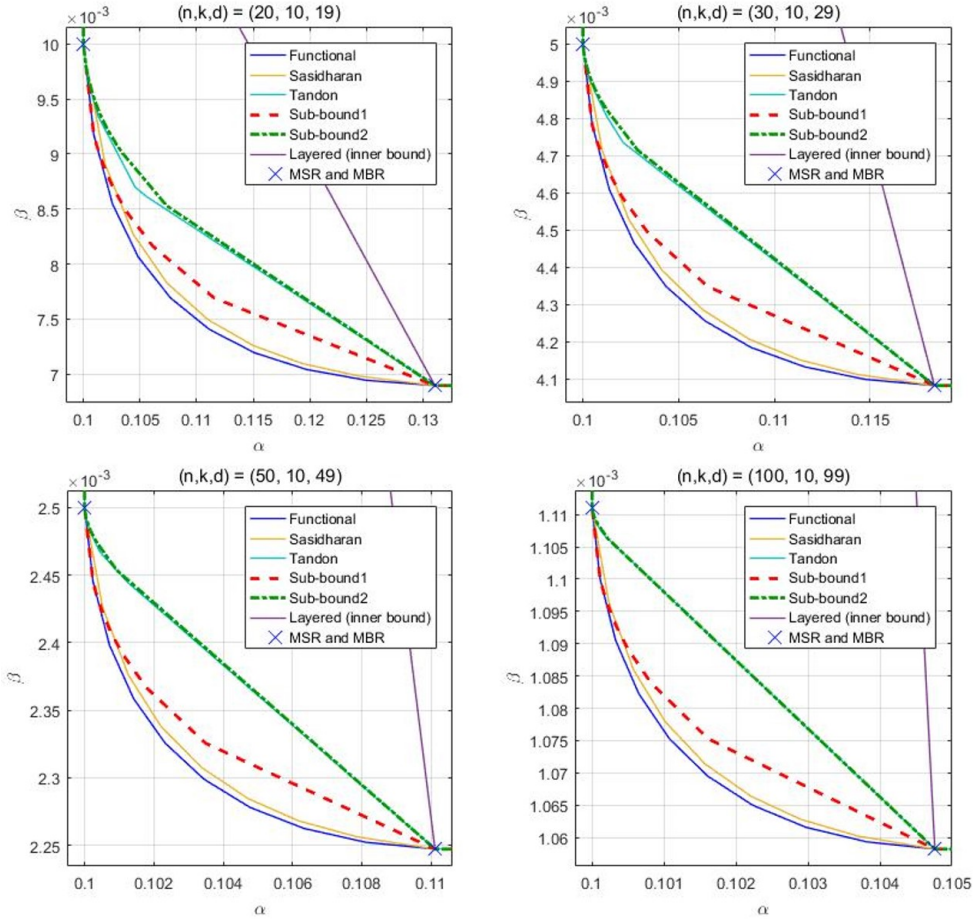 (n,k,d) = (20, 10, 19)
×10⁻³
10
9.5
9
8.5
8
7.5
7
β
Functional
Sasidharan
Tandon
Sub-bound1
Sub-bound2
Layered (inner bound)
MSR and MBR
0.1 0.105 0.11 0.115 0.12 0.125 0.13
α
(n,k,d) = (30, 10, 29)
×10⁻³
5
4.9
4.8
4.7
4.6
4.5
4.4
4.3
4.2
4.1
β
Functional
Sasidharan
Tandon
Sub-bound1
Sub-bound2
Layered (inner bound)
MSR and MBR
0.1 0.105 0.11 0.115
α
(n,k,d) = (50, 10, 49)
×10⁻³
2.5
2.45
2.4
2.35
2.3
2.25
β
Functional
Sasidharan
Tandon
Sub-bound1
Sub-bound2
Layered (inner bound)
MSR and MBR
0.1 0.102 0.104 0.106 0.108 0.11
α
(n,k,d) = (100, 10, 99)
×10⁻³
1.11
1.105
1.1
1.095
1.09
1.085
1.08
1.075
1.07
1.065
1.06
β
Functional
Sasidharan
Tandon
Sub-bound1
Sub-bound2
Layered (inner bound)
MSR and MBR
0.1 0.101 0.102 0.103 0.104 0.105
α